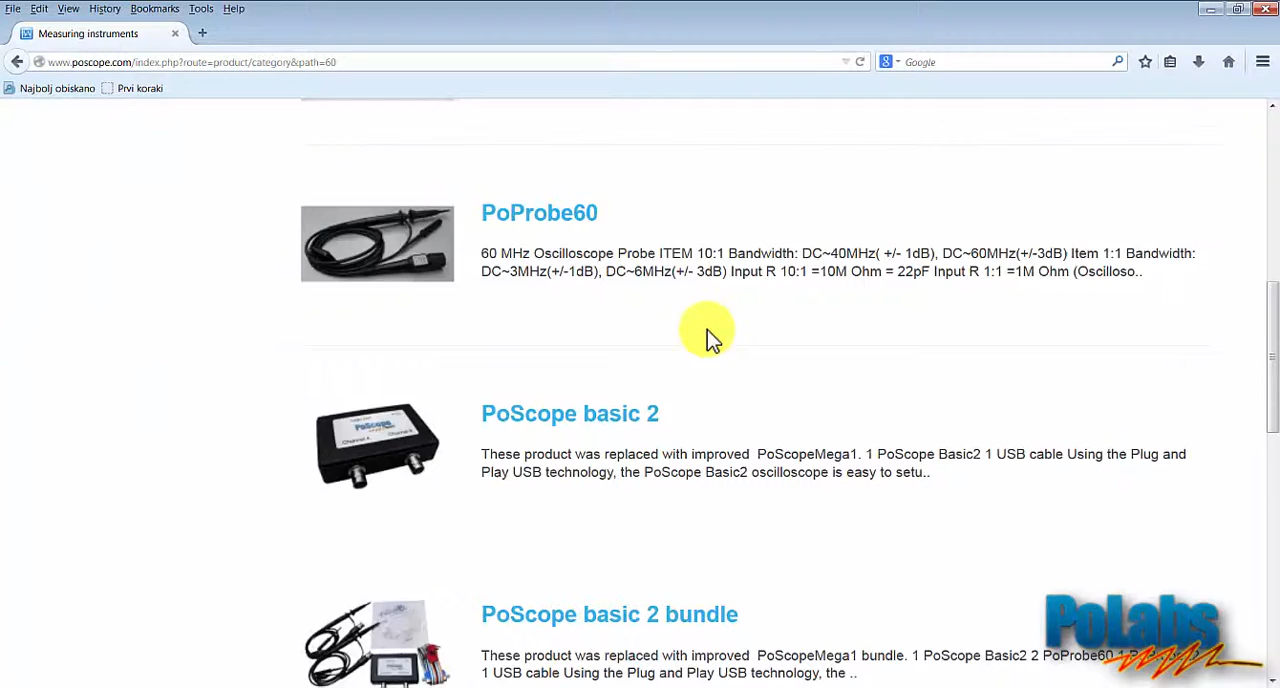 File Edit View History Bookmarks Tools Help
Measuring instruments
www.poscope.com/index.php?route=product/category&path=60
Google
Najbolj obiskano Prvi koraki
PoProbe60
60 MHz Oscilloscope Probe ITEM 10:1 Bandwidth: DC~40MHz( +/- 1dB), DC~60MHz(+/-3dB) Item 1:1 Bandwidth:
DC~3MHz(+/-1dB), DC~6MHz(+/- 3dB) Input R 10:1 =10M Ohm = 22pF Input R 1:1 =1M Ohm (Oscilloso..
PoScope basic 2
These product was replaced with improved PoScopeMega1. 1 PoScope Basic2 1 USB cable Using the Plug and
Play USB technology, the PoScope Basic2 oscilloscope is easy to setu..
PoScope
Channel A
Channel B
PoScope basic 2 bundle
These product was replaced with improved PoScopeMega1 bundle. 1 PoScope Basic2 2 PoProbe60 1
1 USB cable Using the Plug and Play USB technology, the ..
PoLabs